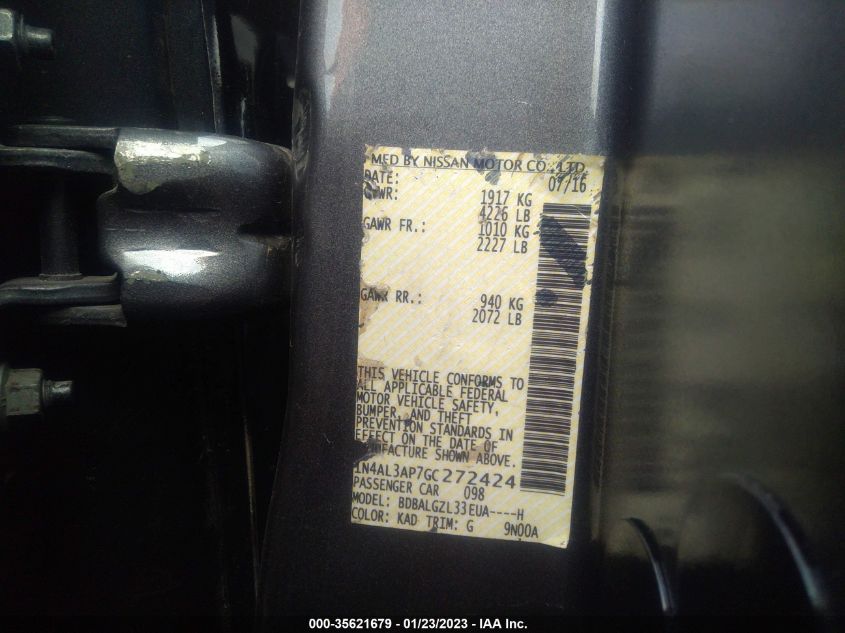 MFD BY NISSAN MOTOR CO., LTD.
DATE: 07/16
GVWR: 1917 KG
4226 LB
GAWR FR.: 1010 KG
2227 LB
GAWR RR.: 940 KG
2072 LB
THIS VEHICLE CONFORMS TO
ALL APPLICABLE FEDERAL
MOTOR VEHICLE SAFETY,
BUMPER, AND THEFT
PREVENTION STANDARDS IN
EFFECT ON THE DATE OF
MANUFACTURE SHOWN ABOVE.
1N4AL3AP7GC272424
PASSENGER CAR 098
MODEL: BDBALGZL33EUA----H
COLOR: KAD TRIM: G 9N00A
000-35621679 - 01/23/2023 - IAA Inc.